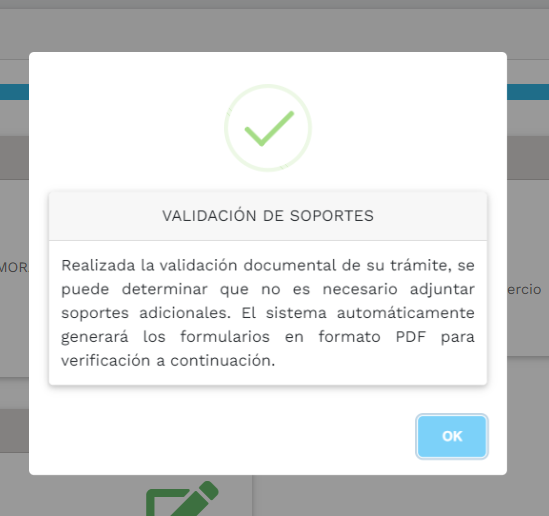 VALIDACIÓN DE SOPORTES
Realizada la validación documental de su trámite, se
puede determinar que no es necesario adjuntar
soportes adicionales. El sistema automáticamente
generará los formularios en formato PDF para
verificación a continuación.
OK
MOR
ercio